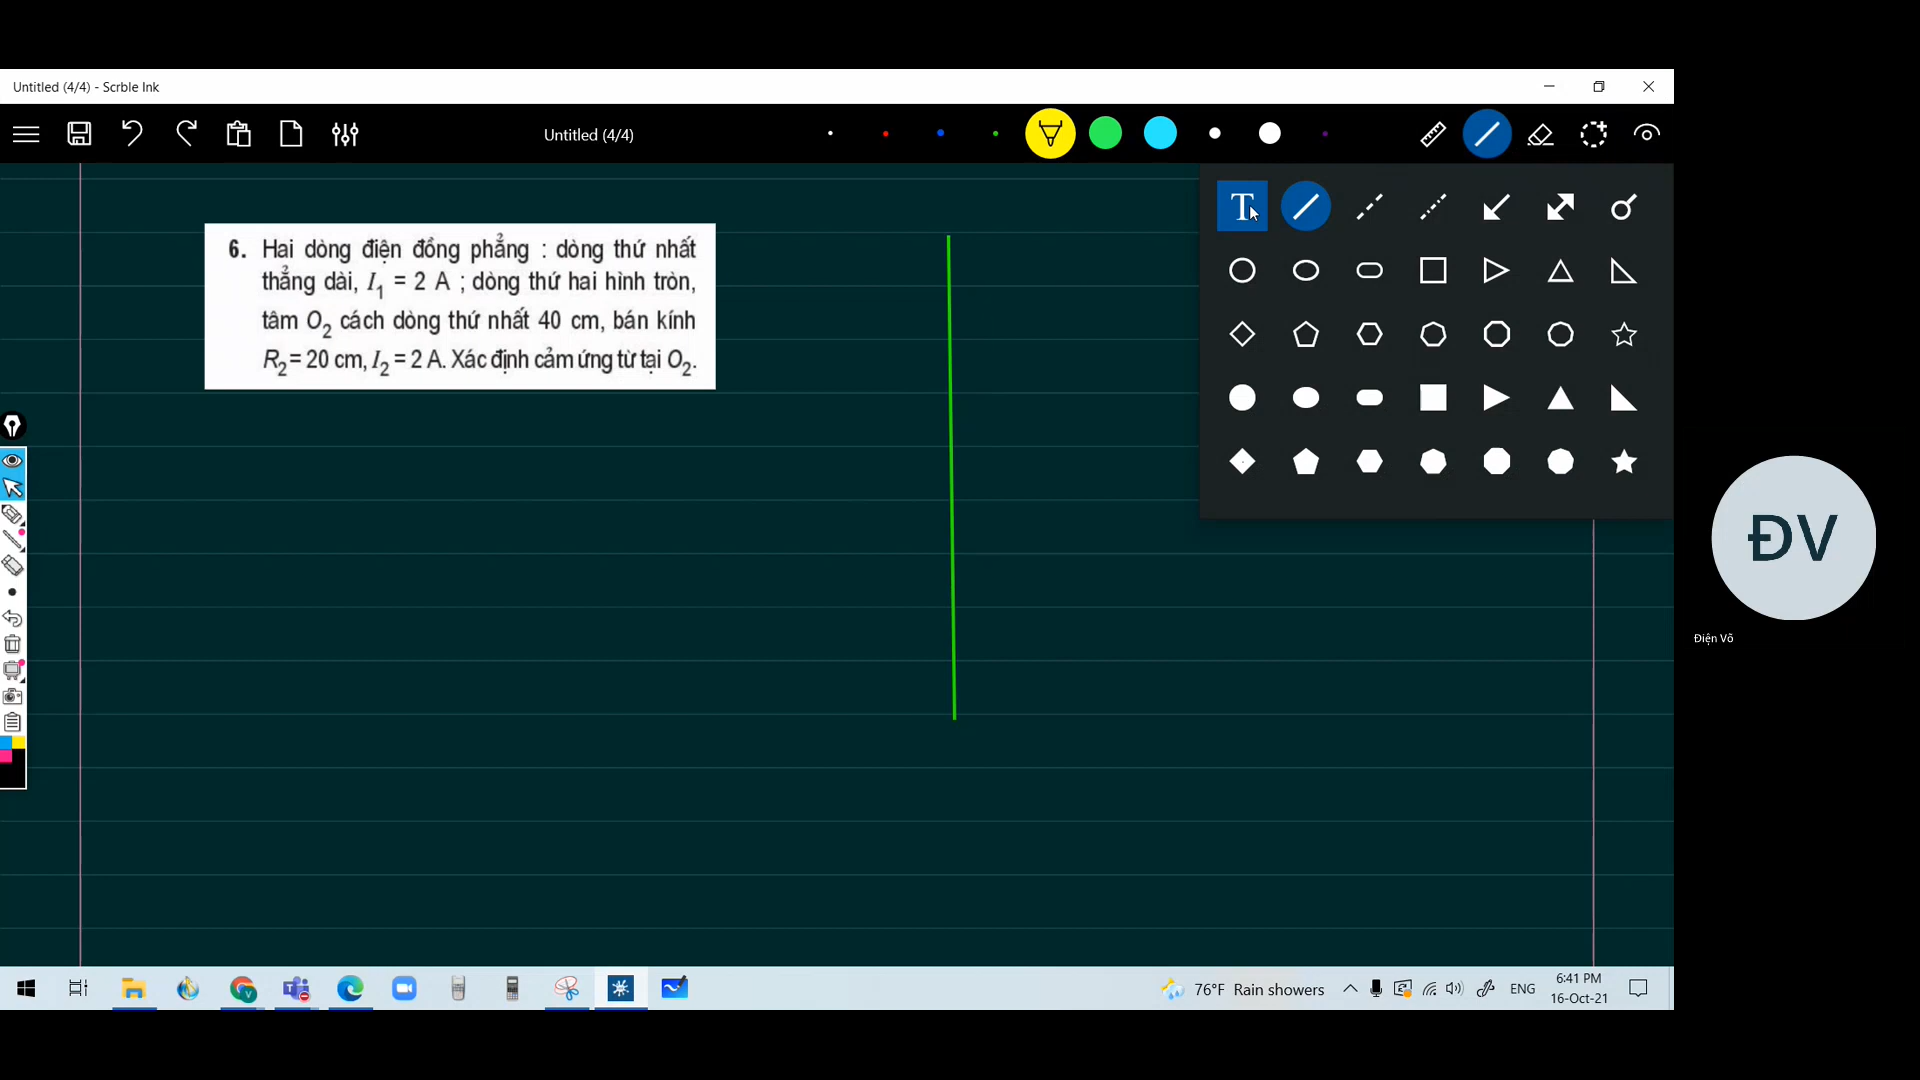 Untitled (4/4) - Scrble Ink
Untitled (4/4)
T
6. Hai dòng điện đồng phẳng : dòng thứ nhất
thẳng dài, I₁ = 2 A ; dòng thứ hai hình tròn,
tâm O₂ cách dòng thứ nhất 40 cm, bán kính
R₂ = 20 cm, I₂ = 2 A. Xác định cảm ứng từ tại O₂.
ĐV
Điện Võ
76°F Rain showers
ENG
6:41 PM
16-Oct-21